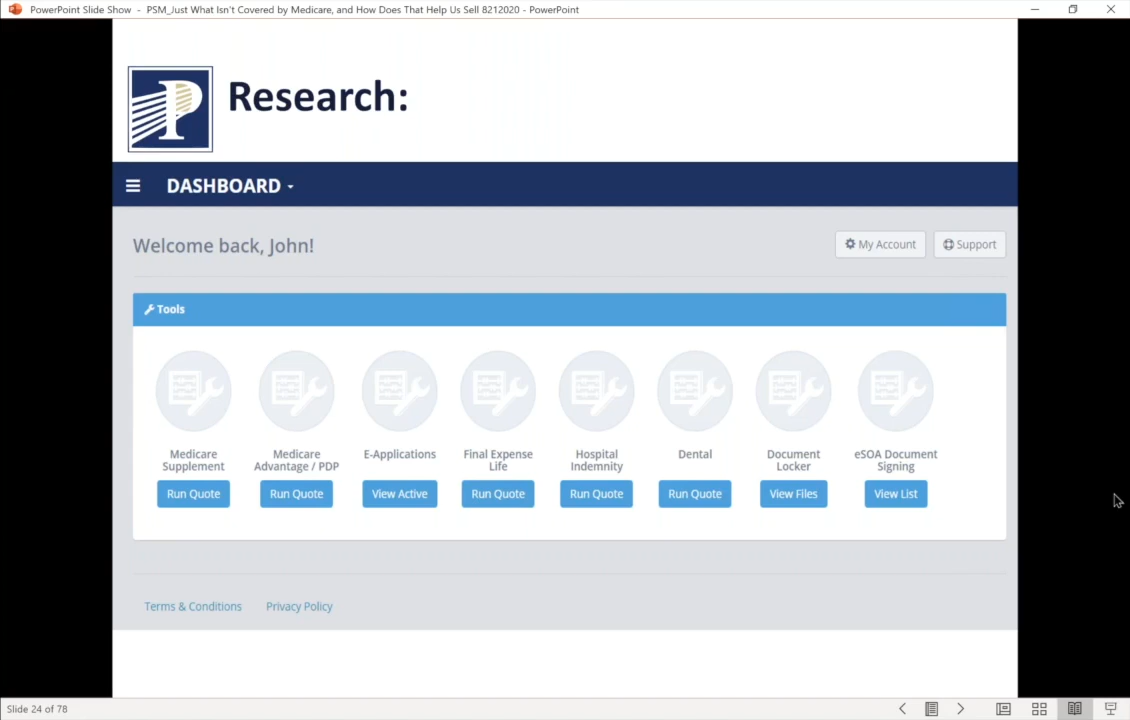 PowerPoint Slide Show - PSM_Just What Isn't Covered by Medicare, and How Does That Help Us Sell 8212020 - PowerPoint
P
Research:
DASHBOARD
Welcome back, John!
My Account
Support
Tools
Medicare
Supplement
Run Quote
Medicare
Advantage / PDP
Run Quote
E-Applications
View Active
Final Expense
Life
Run Quote
Hospital
Indemnity
Run Quote
Dental
Run Quote
Document
Locker
View Files
eSOA Document
Signing
View List
Terms & Conditions
Privacy Policy
Slide 24 of 78